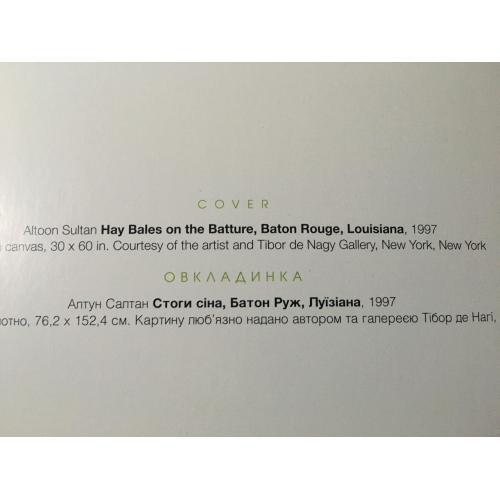 COVER
Altoon Sultan Hay Bales on the Batture, Baton Rouge, Louisiana, 1997
canvas, 30 x 60 in. Courtesy of the artist and Tibor de Nagy Gallery, New York, New York
ОВКЛАДИНКА
Алтун Салтан Стоги сіна, Батон Руж, Луїзіана, 1997
отно, 76,2 x 152,4 см. Картину люб'язно надано автором та галереєю Тібор де Нагі,